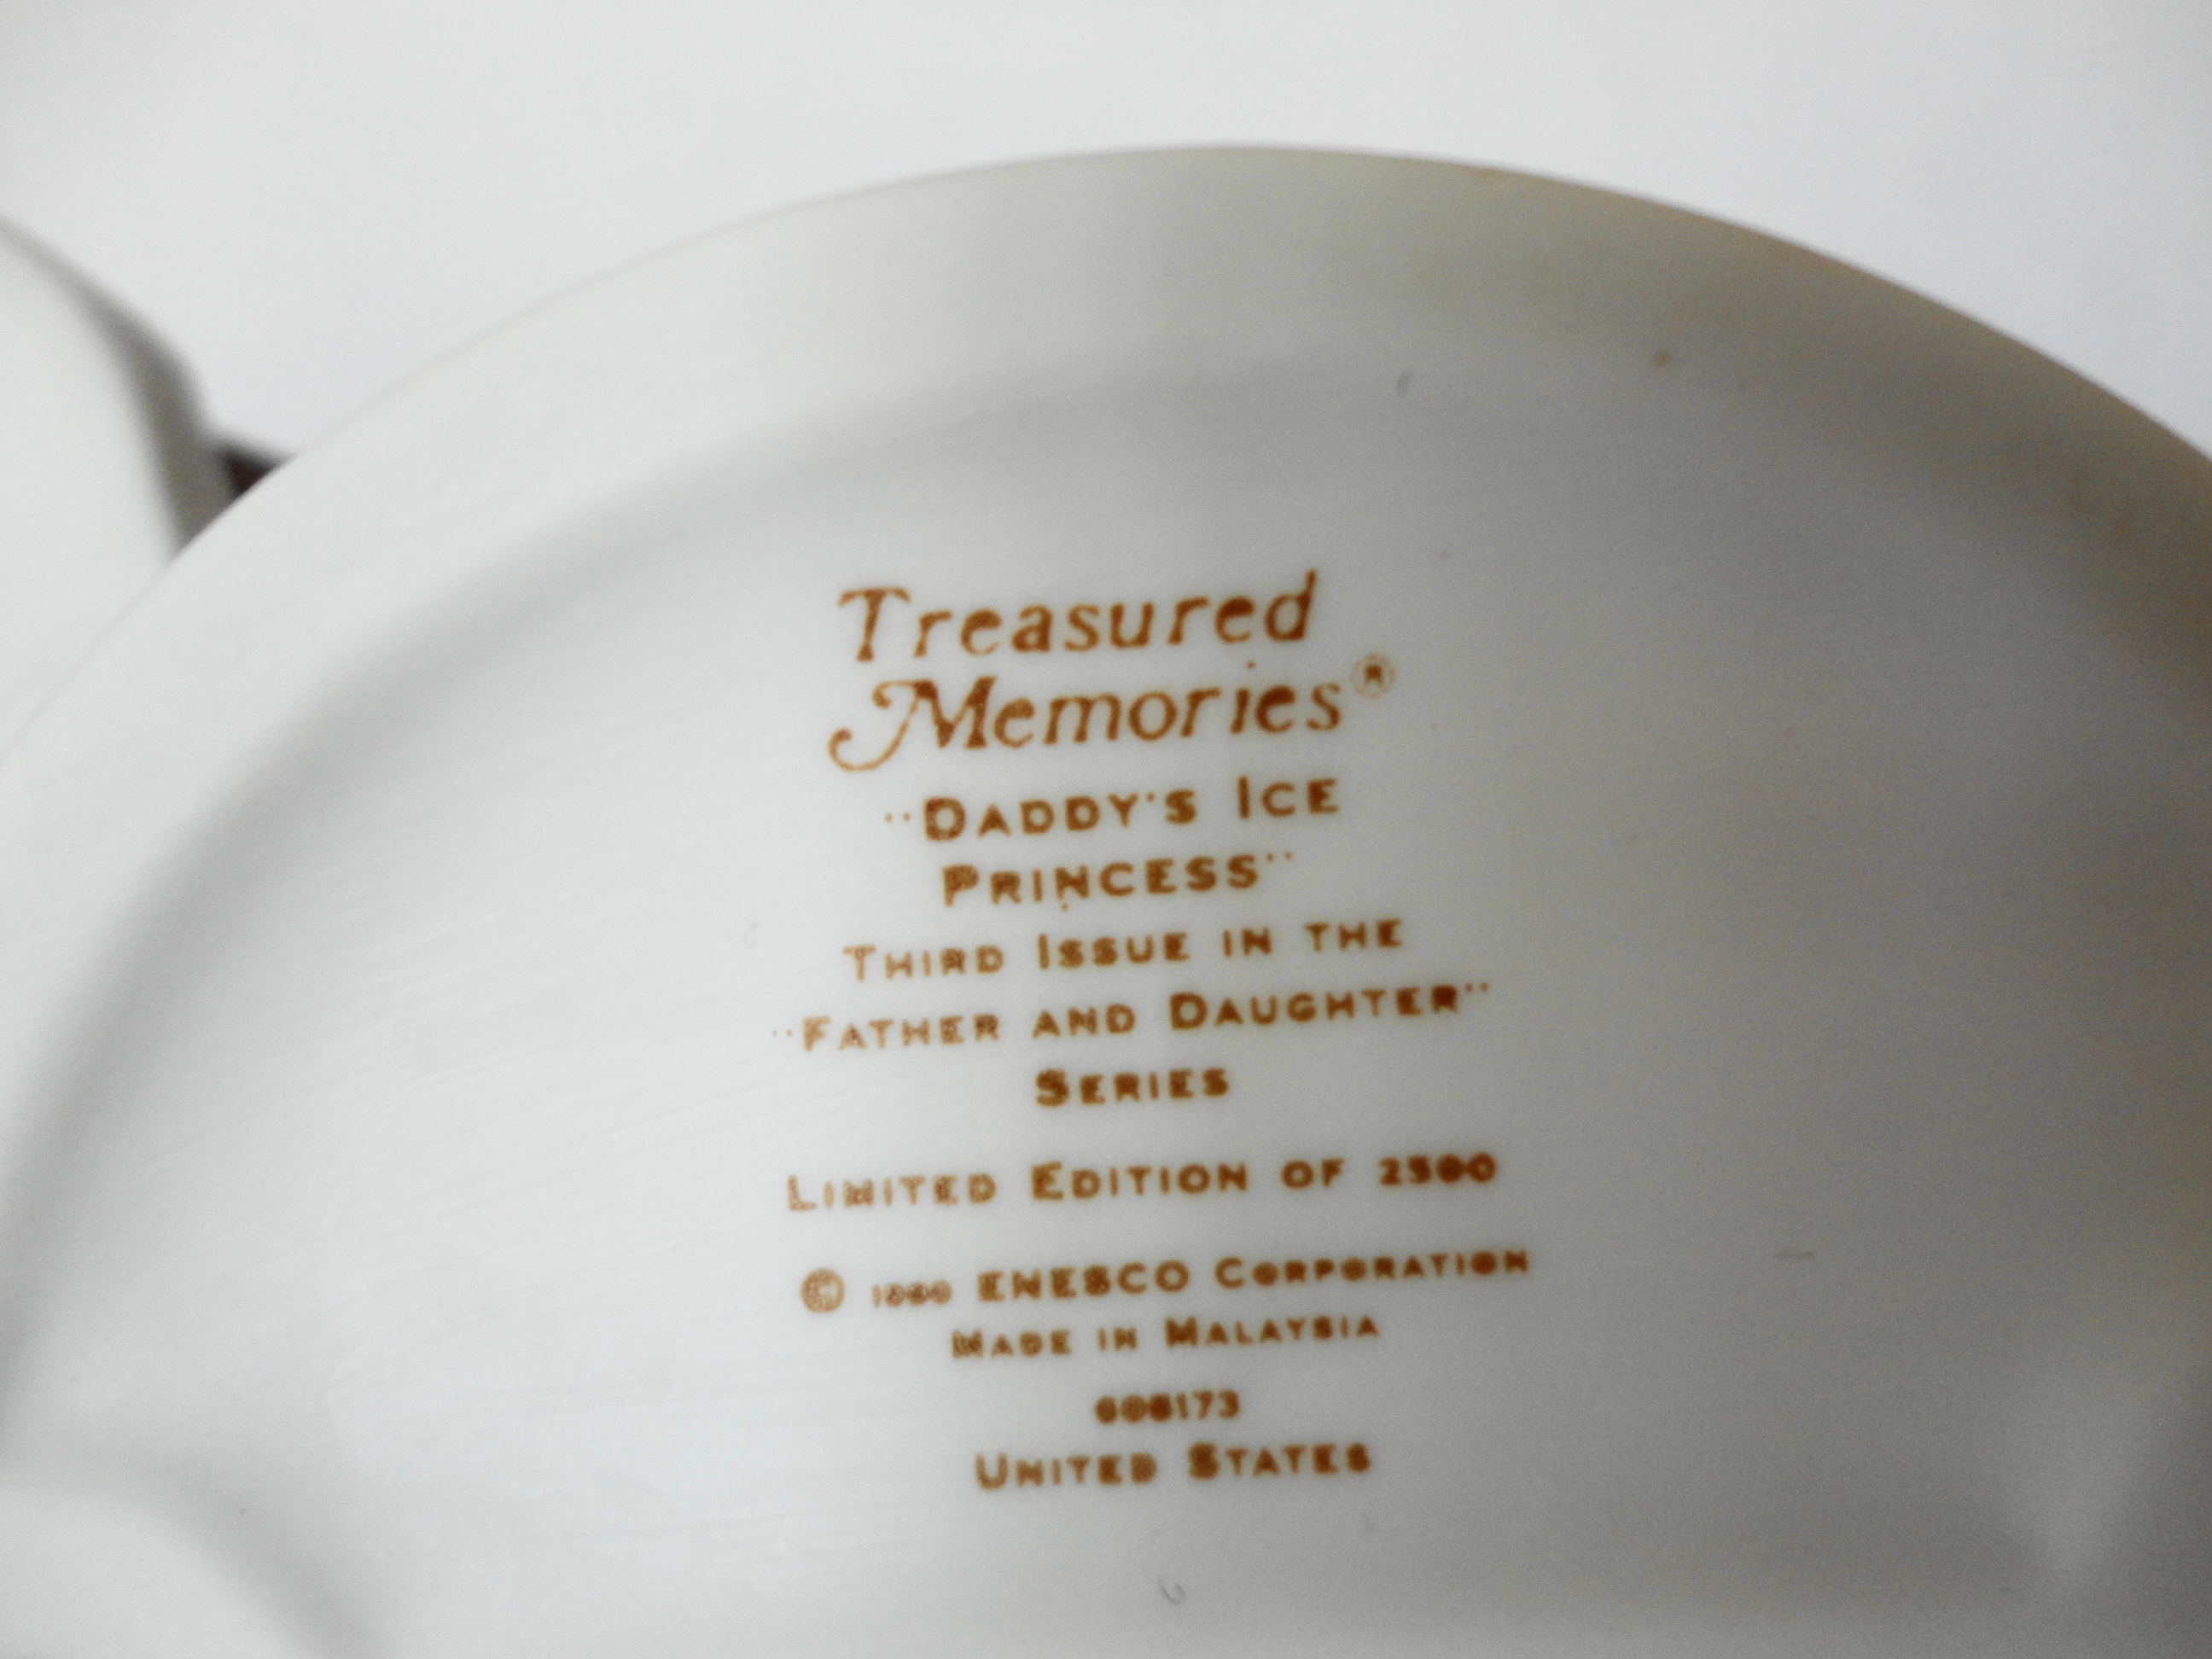 Treasured
Memories®
"DADDY'S ICE
PRINCESS"
THIRD ISSUE IN THE
"FATHER AND DAUGHTER"
SERIES
LIMITED EDITION OF 2500
© ENESCO CORPORATION
MADE IN MALAYSIA
UNITED STATES